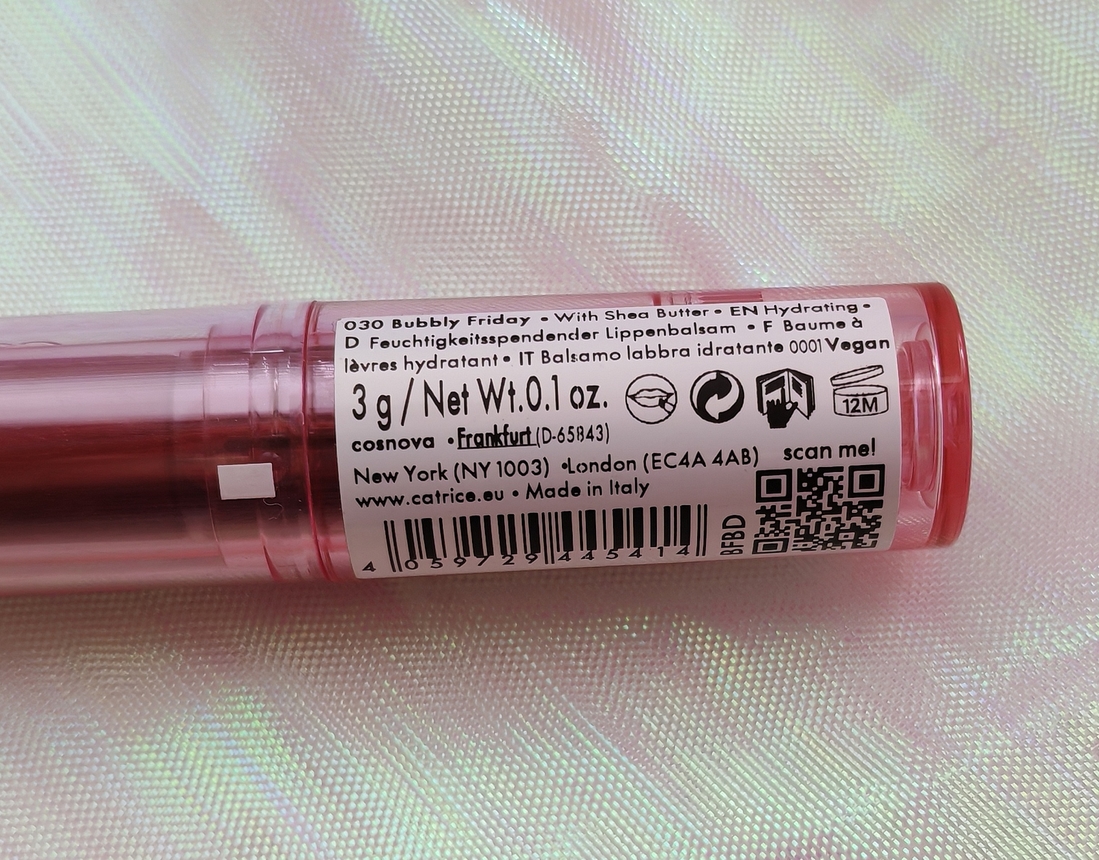 030 Bubbly Friday • With Shea Butter • EN Hydrating •
D Feuchtigkeitsspendender Lippenbalsam • F Baume à
lèvres hydratant • IT Balsamo labbra idratante 0001 Vegan
3 g / Net Wt.0.1 oz.
12M
cosnova • Frankfurt (D-65843)
New York (NY 1003) •London (EC4A 4AB)
scan me!
www.catrice.eu • Made in Italy
4 059729 445414
BFBD